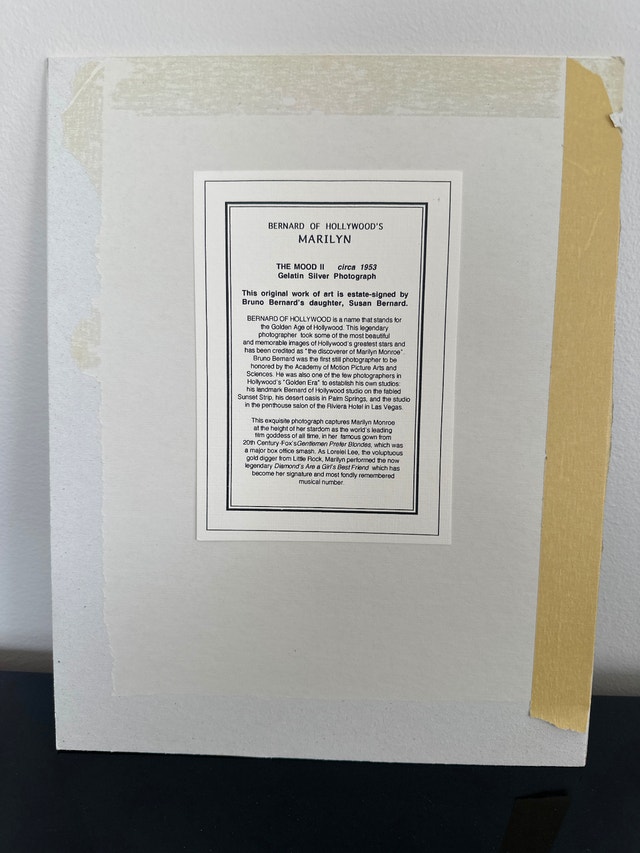 BERNARD OF HOLLYWOOD'S
MARILYN
THE MOOD II circa 1953
Gelatin Silver Photograph
This original work of art is estate-signed by
Bruno Bernard's daughter, Susan Bernard.
BERNARD OF HOLLYWOOD is a name that stands for
the Golden Age of Hollywood. This legendary
photographer took some of the most beautiful
and memorable images of Hollywood's greatest stars and
has been credited as "the discoverer of Marilyn Monroe".
Bruno Bernard was the first still photographer to be
honored by the Academy of Motion Picture Arts and
Sciences. He was also one of the few photographers in
Hollywood's "Golden Era" to establish his own studios:
his landmark Bernard of Hollywood studio on the fabled
Sunset Strip, his desert oasis in Palm Springs, and the studio
in the penthouse salon of the Riviera Hotel in Las Vegas.
This exquisite photograph captures Marilyn Monroe
at the height of her stardom as the world's leading
film goddess of all time, in her famous gown from
20th Century-Fox's Gentlemen Prefer Blondes, which was
a major box office smash. As Lorelei Lee, the voluptuous
gold digger from Little Rock, Marilyn performed the now
legendary Diamond's Are a Girl's Best Friend which has
become her signature and most fondly remembered
musical number.